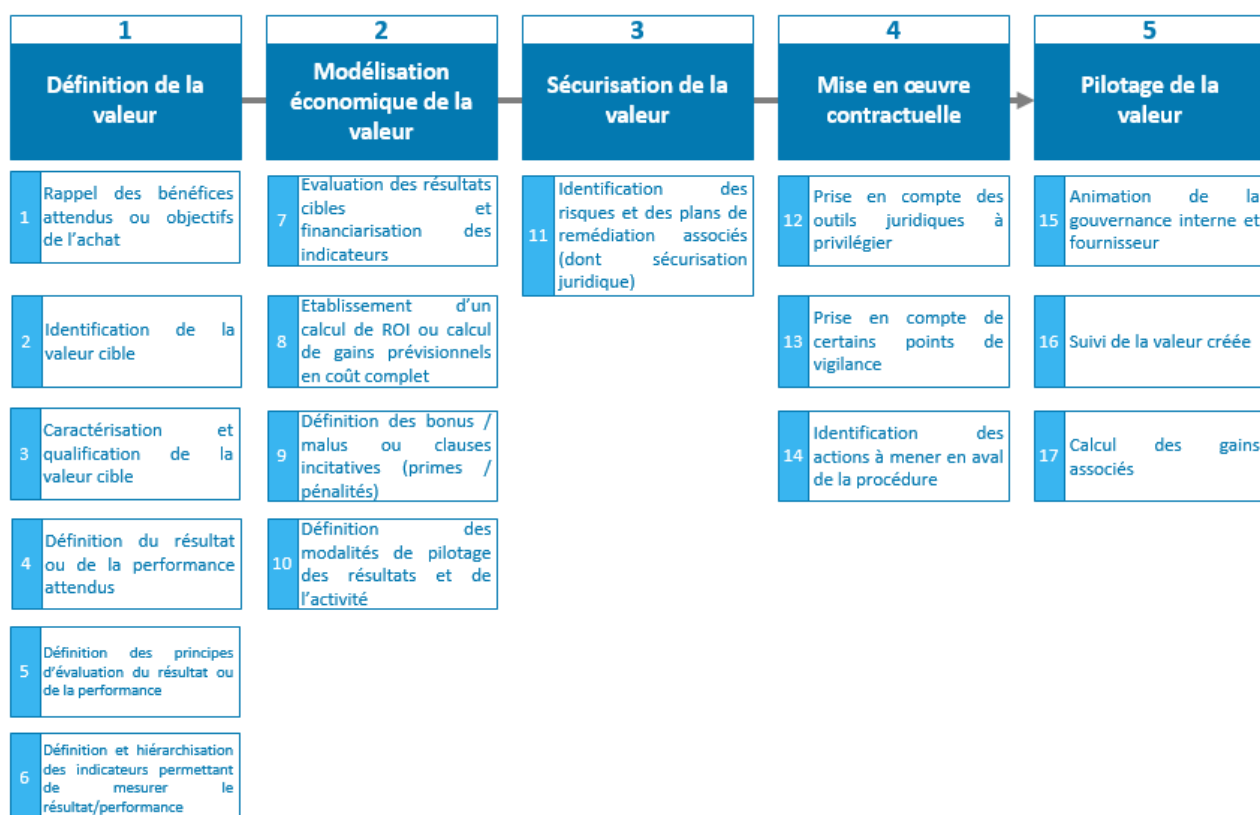 1
Définition de la
valeur
2
Modélisation
économique de la
valeur
3
Sécurisation de la
valeur
4
Mise en œuvre
contractuelle
5
Pilotage de la
valeur
1
Rappel des bénéfices
attendus ou objectifs
de l'achat
2
Identification de la
valeur cible
3
Caractérisation et
qualification de la
valeur cible
4
Définition du résultat
ou de la performance
attendus
5
Définition des principes
d'évaluation du résultat ou
de la performance
6
Définition et hiérarchisation
des indicateurs permettant
de mesurer le
résultat/performance
7
Evaluation des résultats
cibles et
financiarisation des
indicateurs
8
Etablissement d'un
calcul de ROI ou calcul
de gains prévisionnels
en coût complet
9
Définition des bonus /
malus ou clauses
incitatives (primes /
pénalités)
10
Définition des
modalités de pilotage
des résultats et de
l'activité
11
Identification des
risques et des plans de
remédiation associés
(dont sécurisation
juridique)
12
Prise en compte des
outils juridiques à
privilégier
13
Prise en compte de
certains points de
vigilance
14
Identification des
actions à mener en aval
de la procédure
15
Animation de la
gouvernance interne et
fournisseur
16
Suivi de la valeur créée
17
Calcul des gains
associés